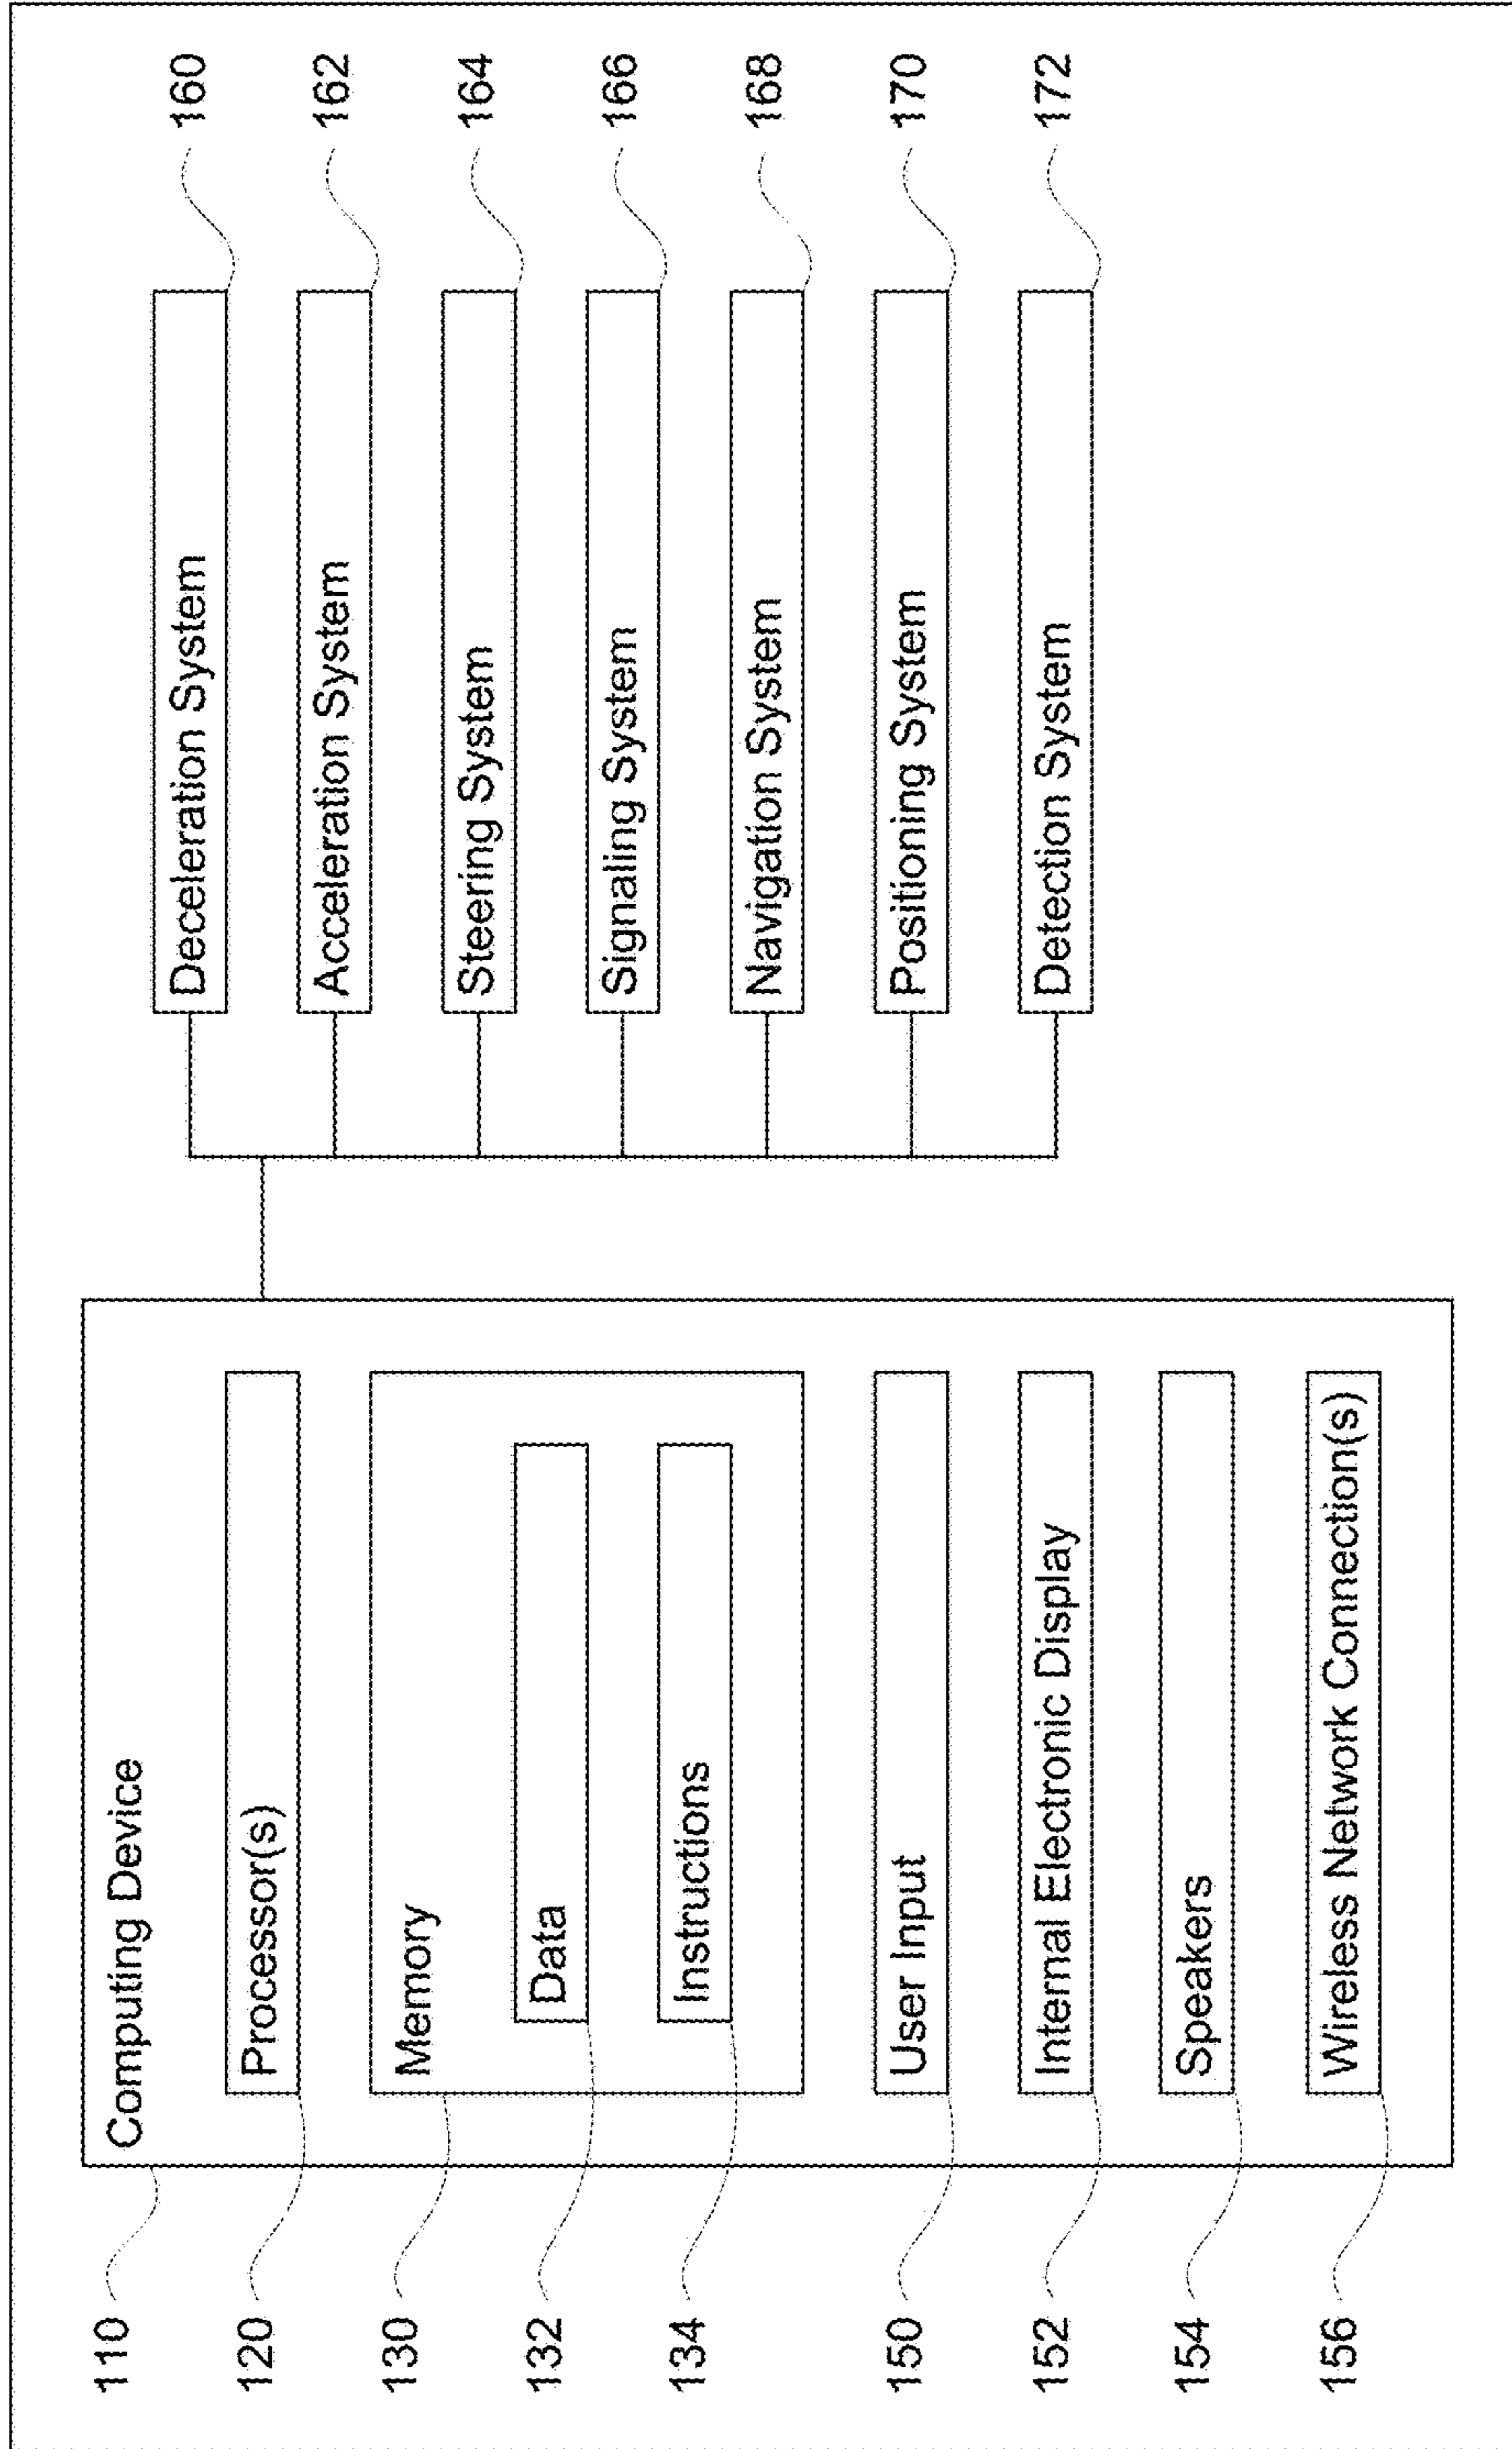 110
Computing Device
120
Processor(s)
130
Memory
132
Data
134
Instructions
150
User Input
152
Internal Electronic Display
154
Speakers
156
Wireless Network Connection(s)
Deceleration System
160
Acceleration System
162
Steering System
164
Signaling System
166
Navigation System
168
Positioning System
170
Detection System
172